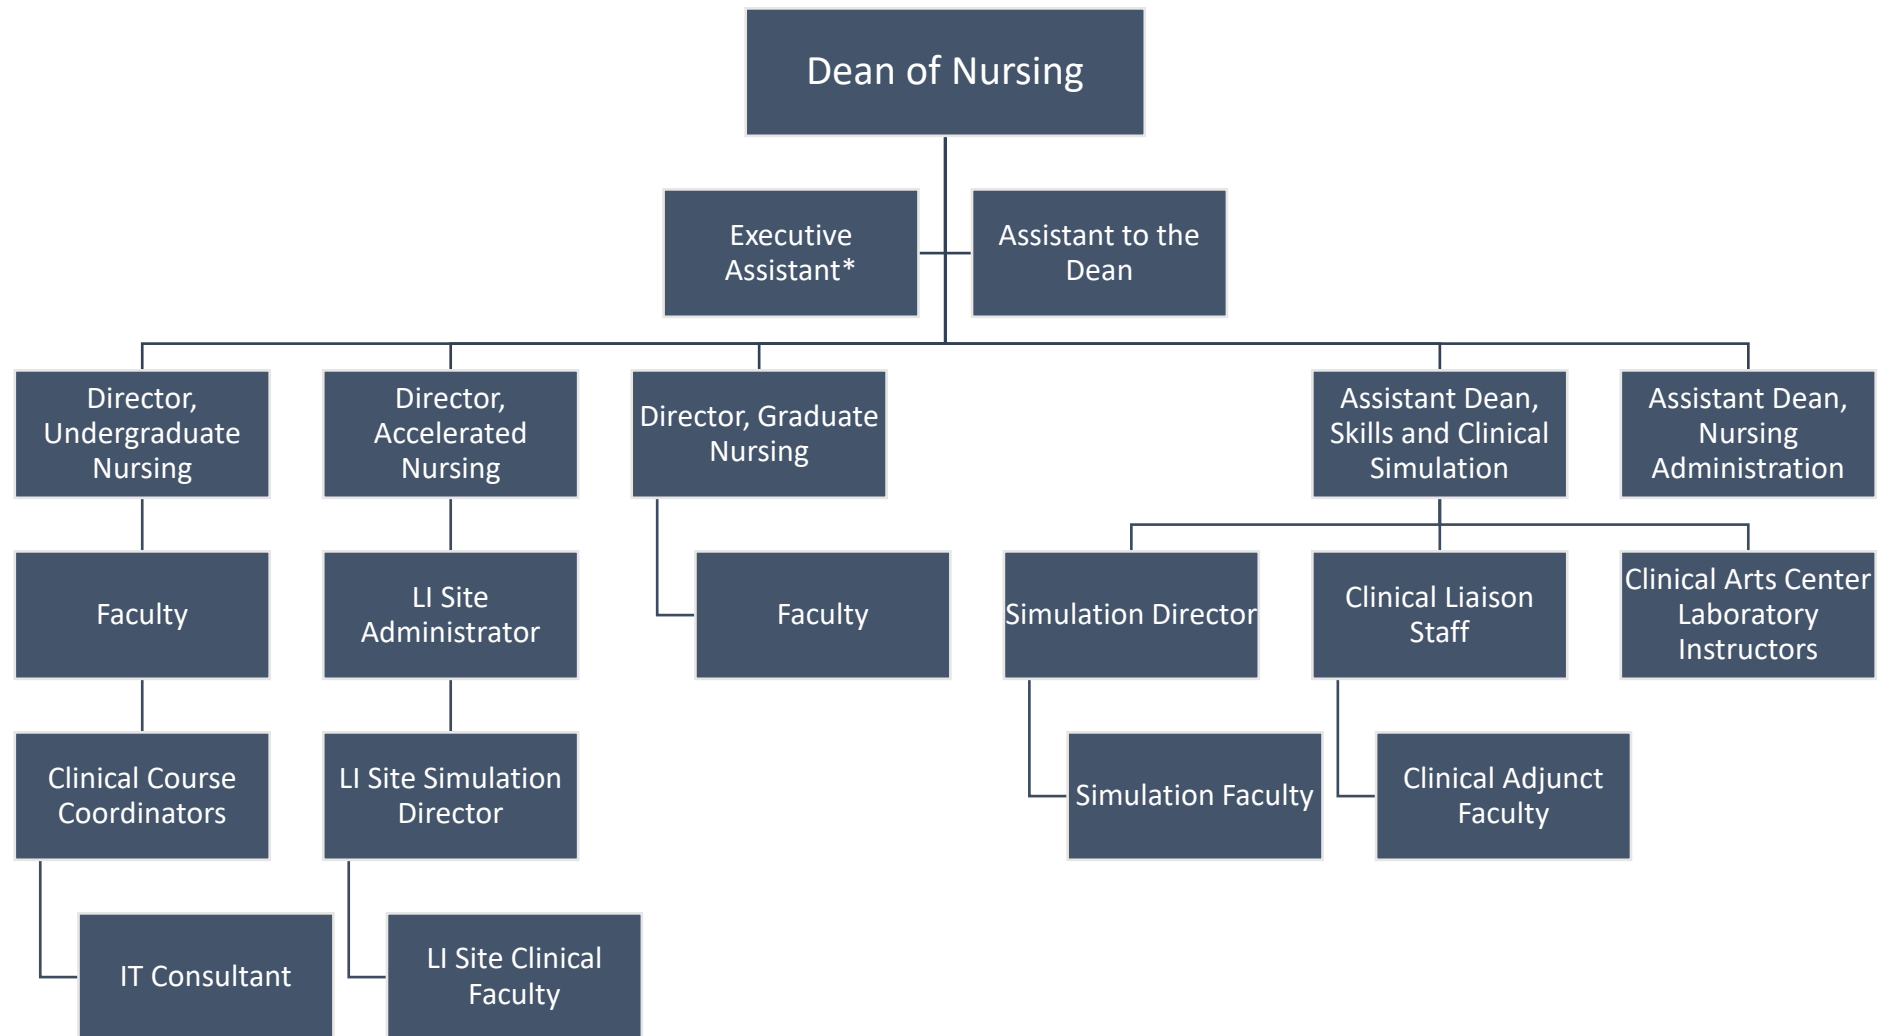 Dean of Nursing
Executive
Assistant*
Assistant to the
Dean
Director,
Undergraduate
Nursing
Director,
Accelerated
Nursing
Director, Graduate
Nursing
Assistant Dean,
Skills and Clinical
Simulation
Assistant Dean,
Nursing
Administration
Faculty
LI Site
Administrator
Faculty
Simulation Director
Clinical Liaison
Staff
Clinical Arts Center
Laboratory
Instructors
Clinical Course
Coordinators
LI Site Simulation
Director
Simulation Faculty
Clinical Adjunct
Faculty
IT Consultant
LI Site Clinical
Faculty